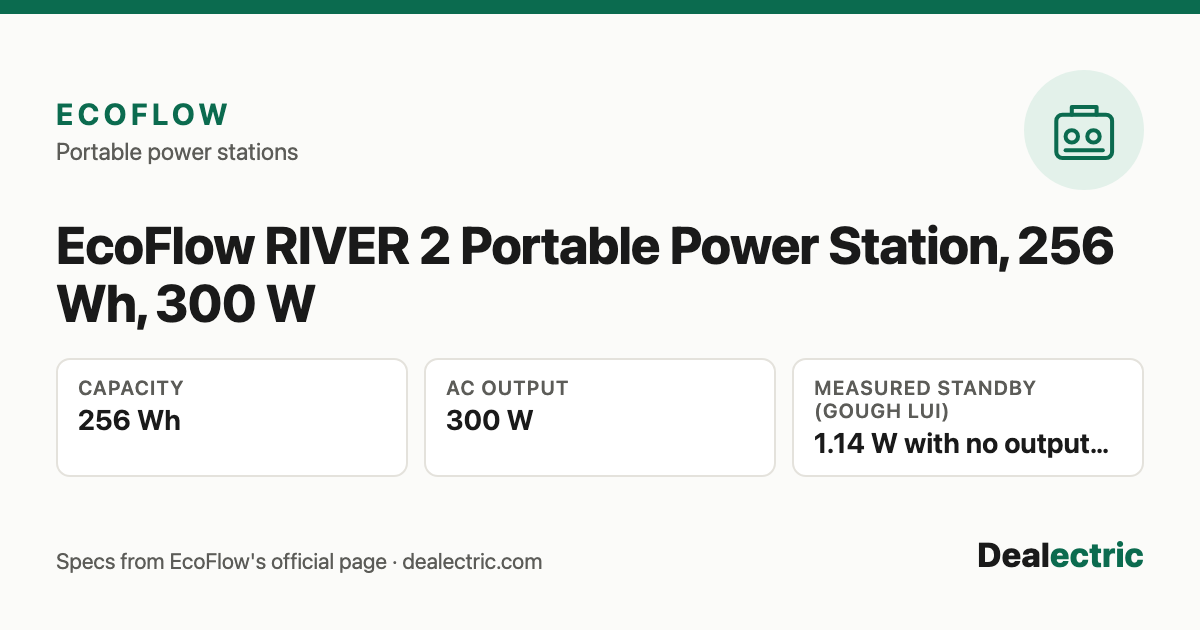 ECOFLOW
Portable power stations
EcoFlow RIVER 2 Portable Power Station, 256
Wh, 300 W
CAPACITY
256 Wh
AC OUTPUT
300 W
MEASURED STANDBY
(GOUGH LUI)
1.14 W with no output...
Specs from EcoFlow's official page · dealectric.com
Dealectric